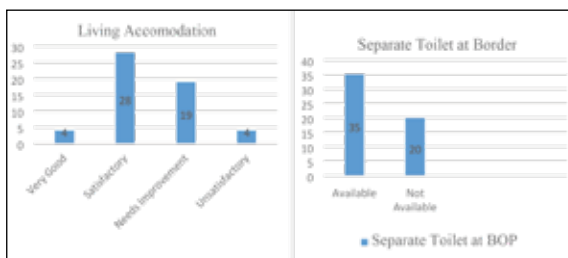 Living Accomodation
30
25
20
15
10
5
0
4
28
19
4
Very Good
Satisfactory
Needs Improvement
Unsatisfactory
Separate Toilet at Border
40
35
30
25
20
15
10
5
0
35
20
Available
Not
Available
Separate Toilet at BOP